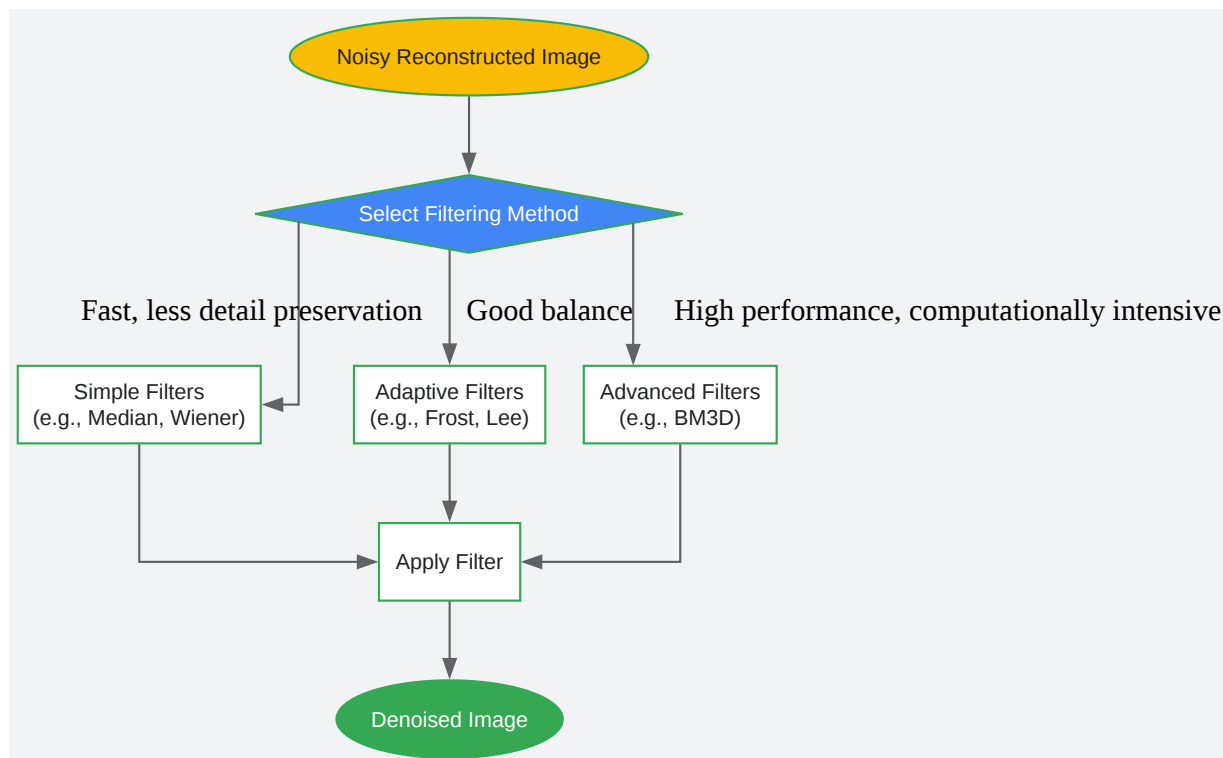 Noisy Reconstructed Image
Select Filtering Method
Fast, less detail preservation
Good balance
High performance, computationally intensive
Simple Filters
(e.g., Median, Wiener)
Adaptive Filters
(e.g., Frost, Lee)
Advanced Filters
(e.g., BM3D)
Apply Filter
Denoised Image